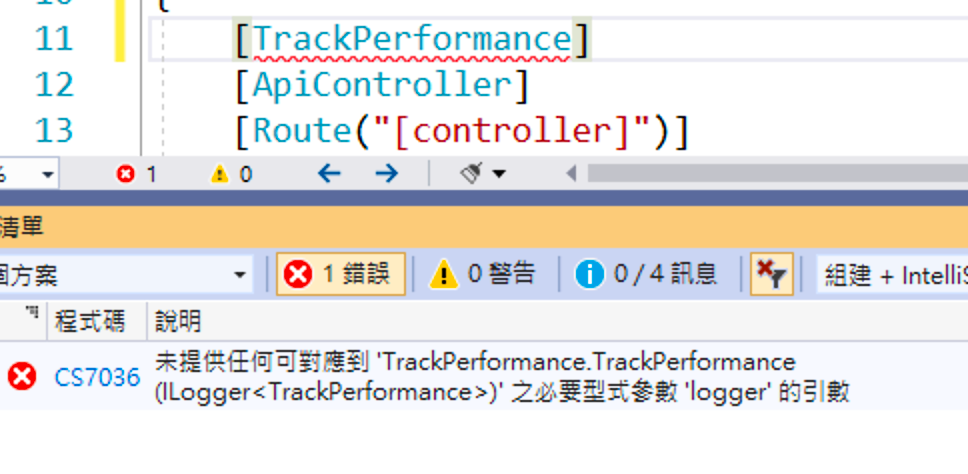 11 [TrackPerformance]
12 [ApiController]
13 [Route("[controller]")]
1 0
清單
方案
1 錯誤 0 警告 0 / 4 訊息 組建 + IntelliS
程式碼 說明
CS7036 未提供任何可對應到 'TrackPerformance.TrackPerformance
(ILogger<TrackPerformance>)' 之必要型式參數 'logger' 的引數